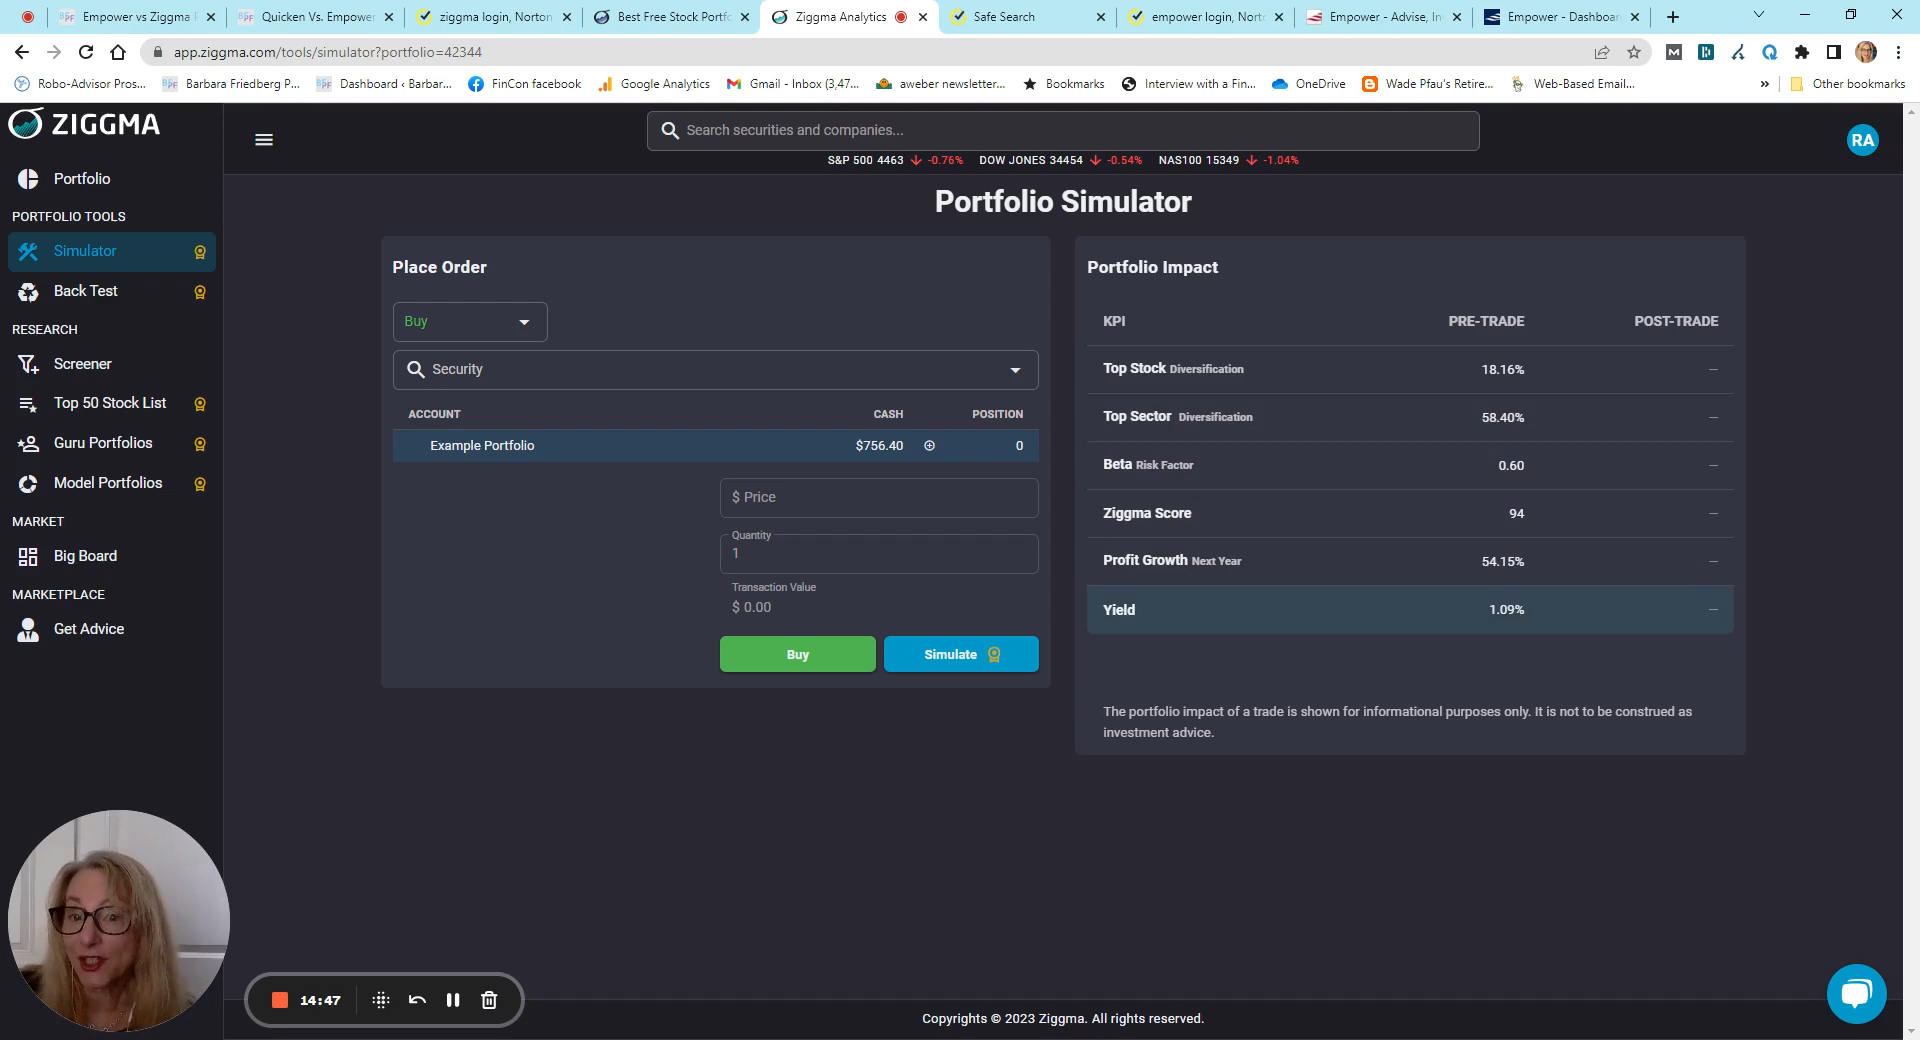 Empower vs Ziggma
Quicken Vs. Empower
ziggma login, Norton
Best Free Stock Portfo
Ziggma Analytics
Safe Search
empower login, Norto
Empower - Advise, In
Empower - Dashboar
app.ziggma.com/tools/simulator?portfolio=42344
Robo-Advisor Pros...
Barbara Friedberg P...
Dashboard ‹ Barbar...
FinCon facebook
Google Analytics
Gmail - Inbox (3,47...
aweber newsletter...
Bookmarks
Interview with a Fin...
OneDrive
Wade Pfau's Retire...
Web-Based Email...
»
Other bookmarks
ZIGGMA
Search securities and companies...
RA
S&P 500 4463 -0.76% DOW JONES 34454 -0.54% NAS100 15349 -1.04%
Portfolio
PORTFOLIO TOOLS
Simulator
Back Test
RESEARCH
Screener
Top 50 Stock List
Guru Portfolios
Model Portfolios
MARKET
Big Board
MARKETPLACE
Get Advice
Portfolio Simulator
Place Order
Buy
Security
ACCOUNT CASH POSITION
Example Portfolio $756.40 0
$ Price
Quantity
1
Transaction Value
$ 0.00
Buy
Simulate
Portfolio Impact
KPI PRE-TRADE POST-TRADE
Top Stock Diversification 18.16% —
Top Sector Diversification 58.40% —
Beta Risk Factor 0.60 —
Ziggma Score 94 —
Profit Growth Next Year 54.15% —
Yield 1.09% —
The portfolio impact of a trade is shown for informational purposes only. It is not to be construed as
investment advice.
14:47
Copyrights © 2023 Ziggma. All rights reserved.